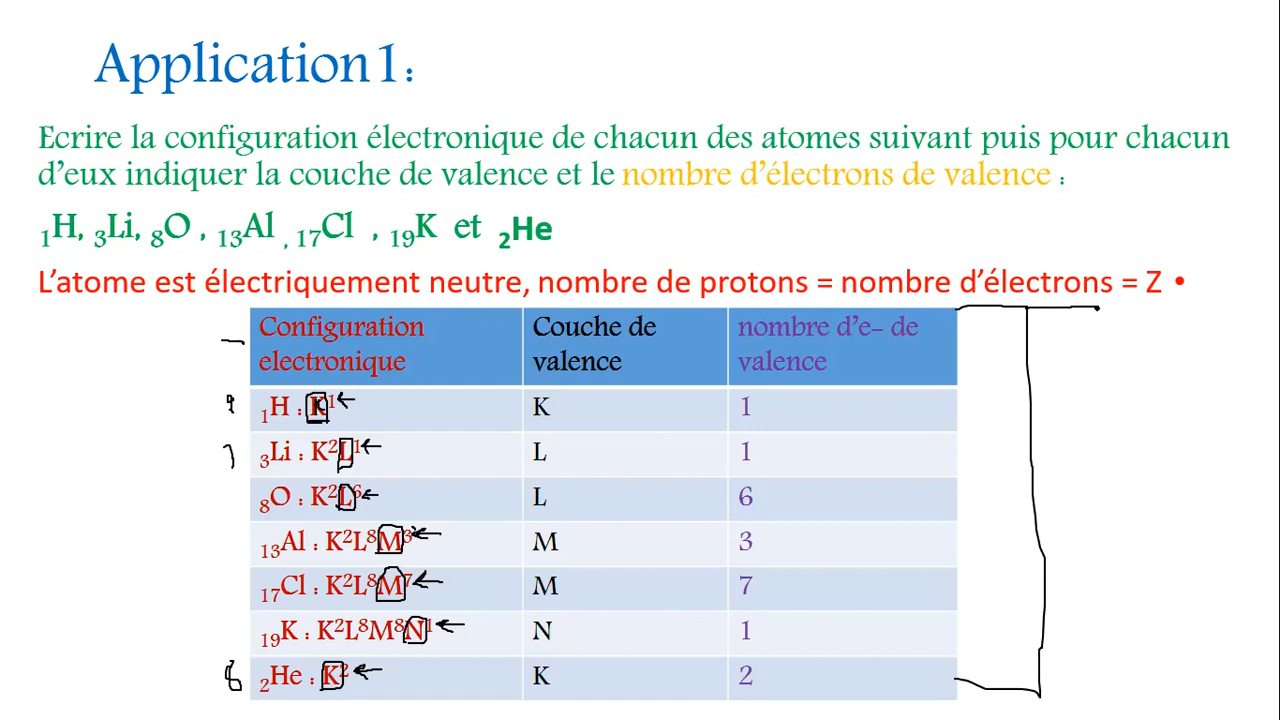 Application1:
Ecrire la configuration électronique de chacun des atomes suivant puis pour chacun
d'eux indiquer la couche de valence et le nombre d'électrons de valence :
₁H, ₃Li, ₈O , ₁₃Al , ₁₇Cl , ₁₉K et ₂He
L'atome est électriquement neutre, nombre de protons = nombre d'électrons = Z •
Configuration electronique | Couche de valence | nombre d'e- de valence
₁H : K¹ | K | 1
₃Li : K²L¹ | L | 1
₈O : K²L⁶ | L | 6
₁₃Al : K²L⁸M³ | M | 3
₁₇Cl : K²L⁸M⁷ | M | 7
₁₉K : K²L⁸M⁸N¹ | N | 1
₂He : K² | K | 2